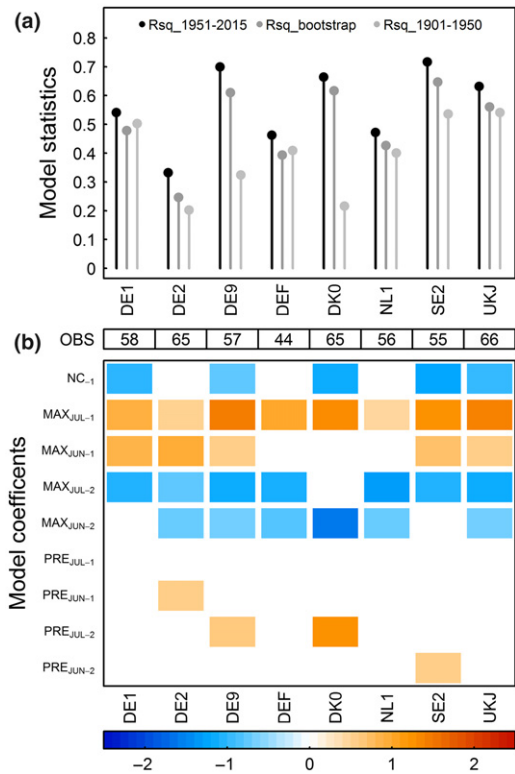 (a)
Rsq_1951-2015 Rsq_bootstrap Rsq_1901-1950
Model statistics
0.8
0.7
0.6
0.5
0.4
0.3
0.2
0.1
0
DE1 DE2 DE9 DEF DK0 NL1 SE2 UKJ
(b) OBS 58 65 57 44 65 56 55 66
Model coefficents
NC−1
MAXJUL−1
MAXJUN−1
MAXJUL−2
MAXJUN−2
PREJUL−1
PREJUN−1
PREJUL−2
PREJUN−2
DE1 DE2 DE9 DEF DK0 NL1 SE2 UKJ
−2 −1 0 1 2